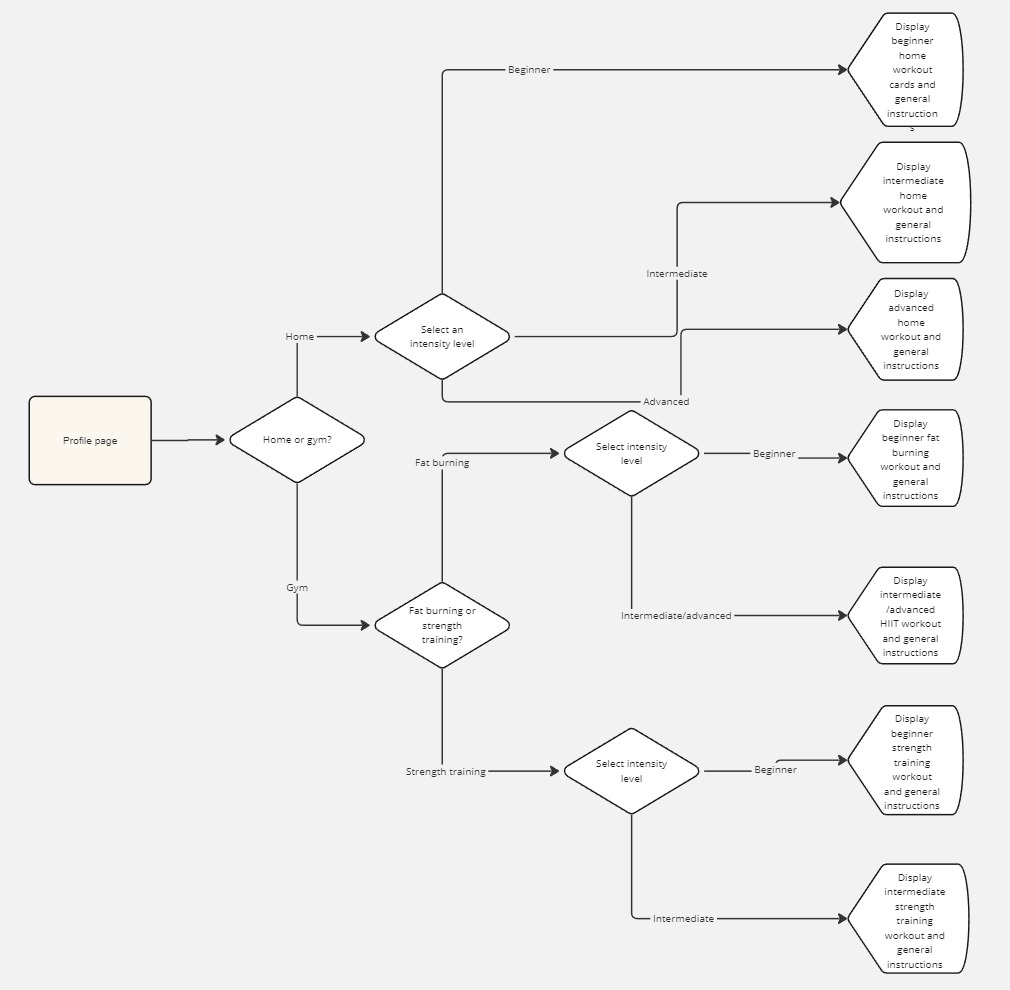 Display
beginner
home
workout
cards and
general
instruction
s
Beginner
Display
intermediate
home
workout and
general
instructions
Intermediate
Display
advanced
home
workout and
general
instructions
Home
Select an
intensity level
Advanced
Profile page
Home or gym?
Fat burning
Select intensity
level
Beginner
Display
beginner fat
burning
workout and
general
instructions
Gym
Fat burning or
strength
training?
Intermediate/advanced
Display
intermediate
/advanced
HIIT workout
and general
instructions
Strength training
Select intensity
level
Beginner
Display
beginner
strength
training
workout
and general
instructions
Intermediate
Display
intermediate
strength
training
workout and
general
instructions